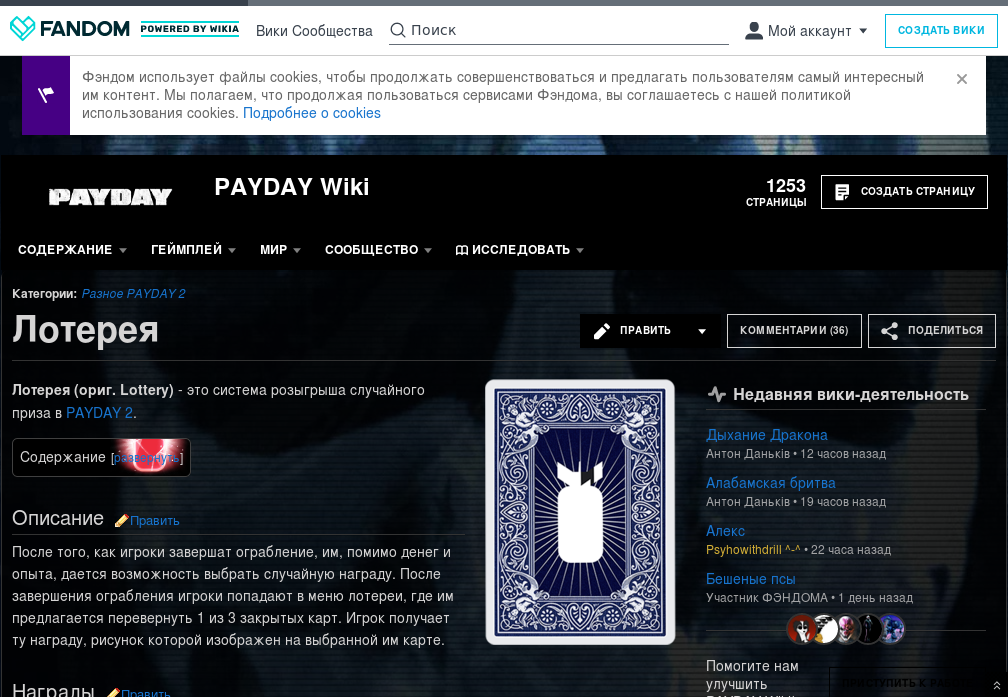 FANDOM POWERED BY WIKIA Вики Сообщества Поиск Мой аккаунт СОЗДАТЬ ВИКИ
Фэндом использует файлы cookies, чтобы продолжать совершенствоваться и предлагать пользователям самый интересный
им контент. Мы полагаем, что продолжая пользоваться сервисами Фэндома, вы соглашаетесь с нашей политикой
использования cookies. Подробнее о cookies
PAYDAY
PAYDAY Wiki
1253
СТРАНИЦЫ
СОЗДАТЬ СТРАНИЦУ
СОДЕРЖАНИЕ ГЕЙМПЛЕЙ МИР СООБЩЕСТВО ИССЛЕДОВАТЬ
Категории: Разное PAYDAY 2
Лотерея
ПРАВИТЬ КОММЕНТАРИИ (36) ПОДЕЛИТЬСЯ
Лотерея (ориг. Lottery) - это система розыгрыша случайного
приза в PAYDAY 2.
Содержание [развернуть]
Описание Править
После того, как игроки завершат ограбление, им, помимо денег и
опыта, дается возможность выбрать случайную награду. После
завершения ограбления игроки попадают в меню лотереи, где им
предлагается перевернуть 1 из 3 закрытых карт. Игрок получает
ту награду, рисунок которой изображен на выбранной им карте.
Награды Править
Недавняя вики-деятельность
Дыхание Дракона
Антон Даньків • 12 часов назад
Алабамская бритва
Антон Даньків • 19 часов назад
Алекс
Psyhowithdrill ^-^ • 22 часа назад
Бешеные псы
Участник ФЭНДОМА • 1 день назад
Помогите нам
улучшить